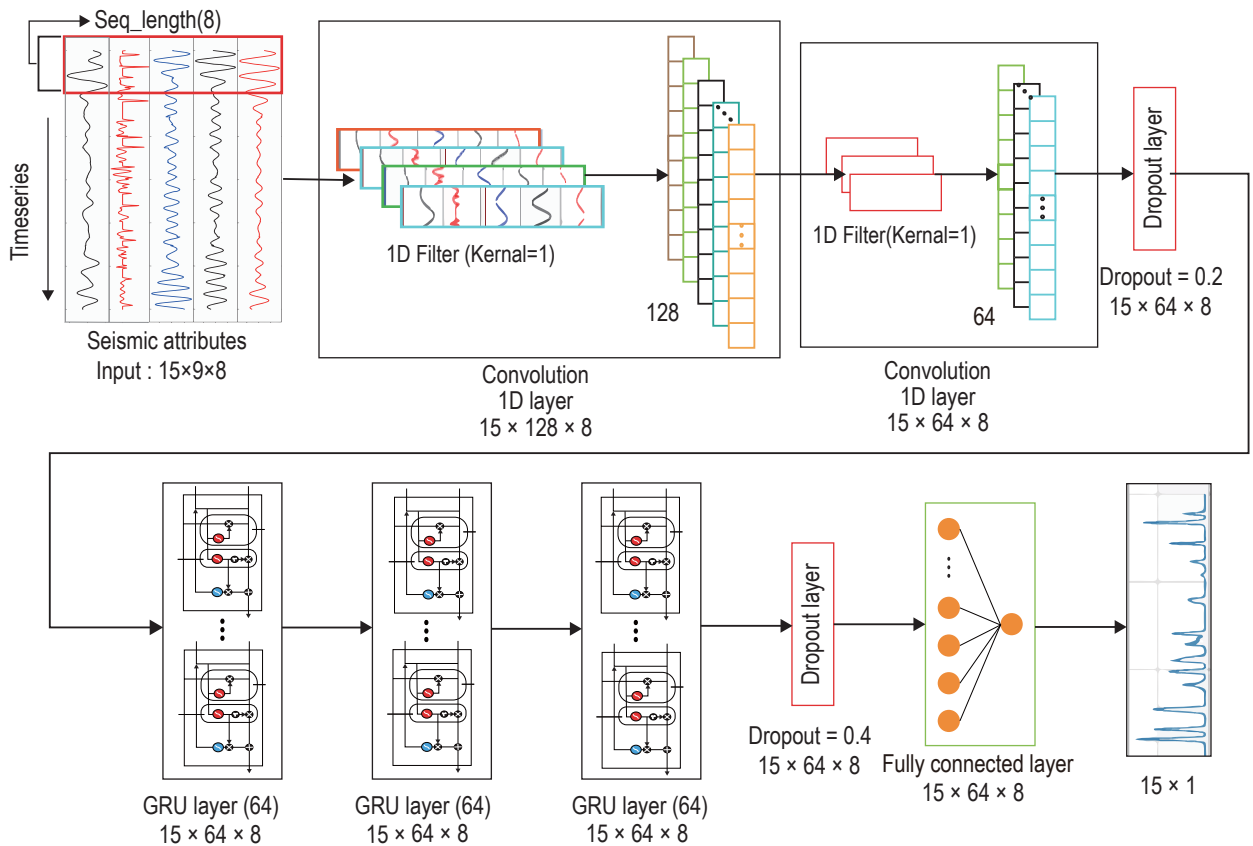 Seq_length(8)
Timeseries
Seismic attributes
Input : 15×9×8
1D Filter (Kernal=1)
128
Convolution
1D layer
15 × 128 × 8
1D Filter(Kernal=1)
64
Convolution
1D layer
15 × 64 × 8
Dropout layer
Dropout = 0.2
15 × 64 × 8
GRU layer (64)
15 × 64 × 8
GRU layer (64)
15 × 64 × 8
GRU layer (64)
15 × 64 × 8
Dropout layer
Dropout = 0.4
15 × 64 × 8
Fully connected layer
15 × 64 × 8
15 × 1